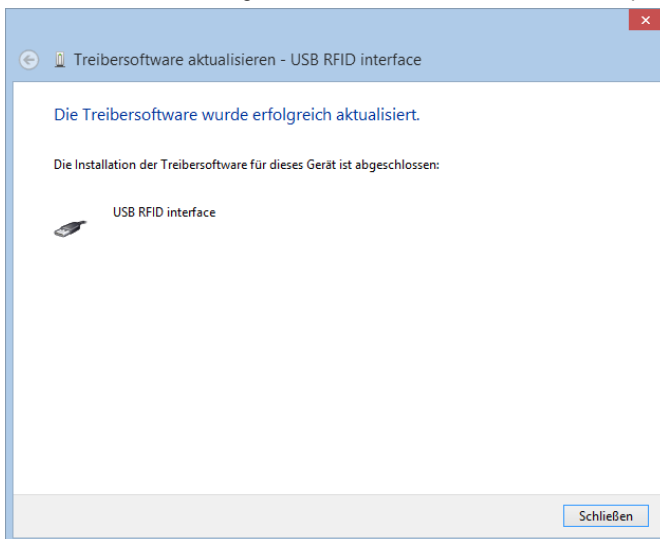 Treibersoftware aktualisieren - USB RFID interface
Die Treibersoftware wurde erfolgreich aktualisiert.
Die Installation der Treibersoftware für dieses Gerät ist abgeschlossen:
USB RFID interface
Schließen